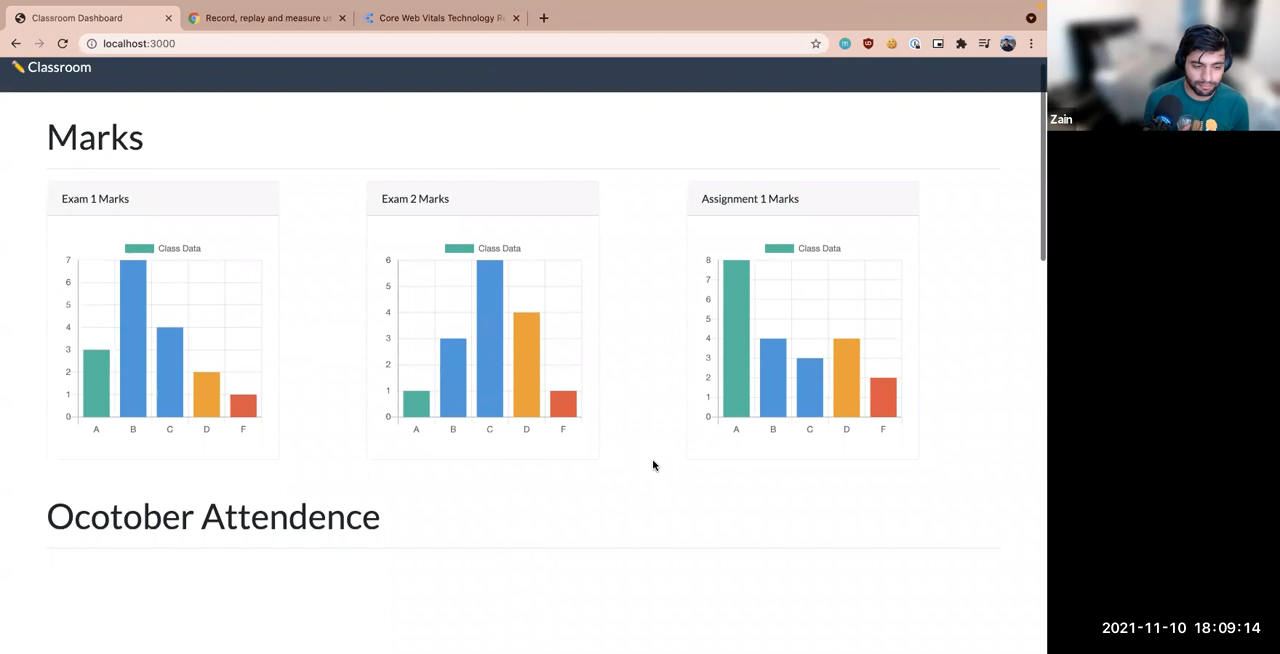 Classroom Dashboard
Record, replay and measure us
Core Web Vitals Technology Re
localhost:3000
Classroom
Marks
Exam 1 Marks
Class Data
7
6
5
4
3
2
1
0
A B C D F
Exam 2 Marks
Class Data
6
5
4
3
2
1
0
A B C D F
Assignment 1 Marks
Class Data
8
7
6
5
4
3
2
1
0
A B C D F
Ocotober Attendence
Zain
2021-11-10 18:09:14